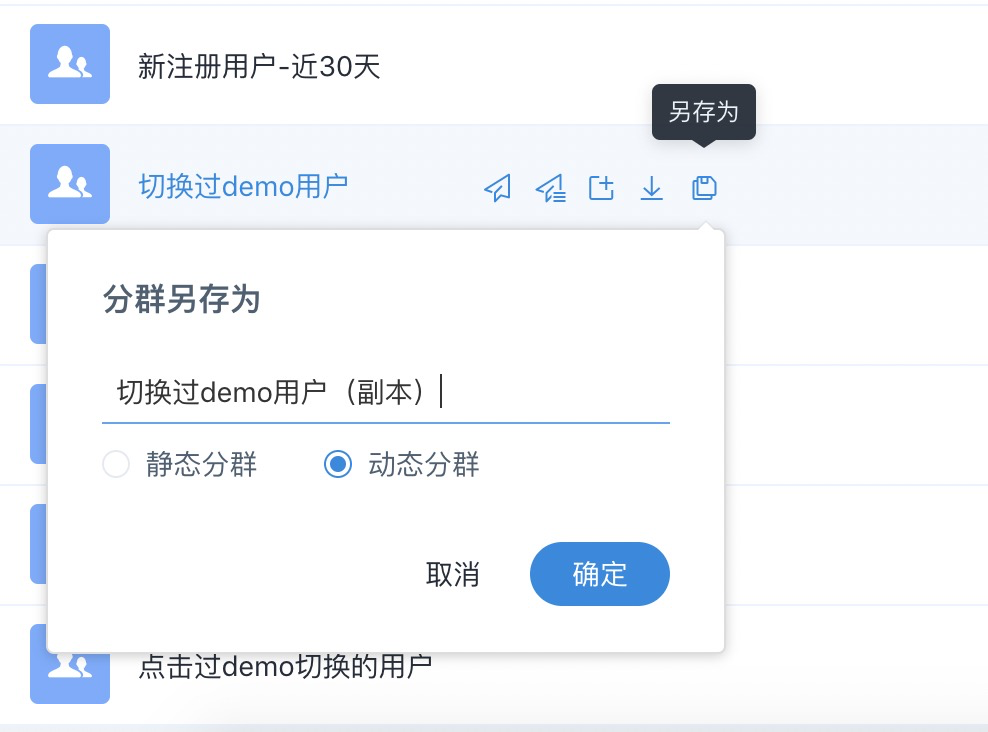 新注册用户-近30天
另存为
切换过demo用户
分群另存为
切换过demo用户（副本）
静态分群
动态分群
取消
确定
点击过demo切换的用户